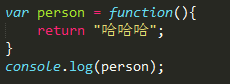 var person = function(){
    return "哈哈哈";
}
console.log(person);